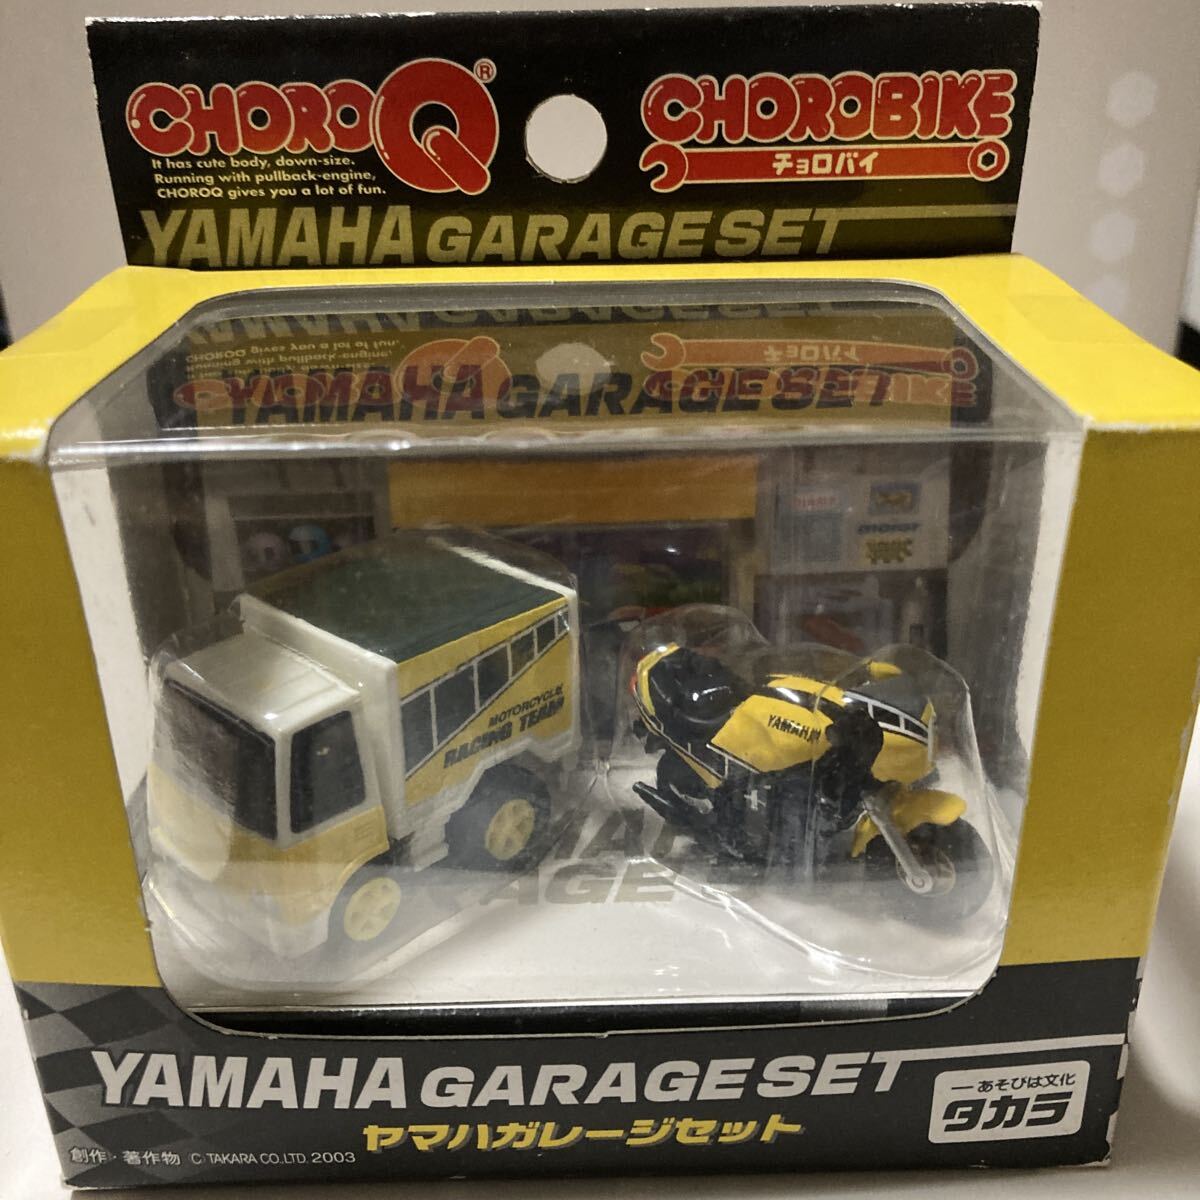 CHOROQ®
CHOROBIKE
チョロバイ
It has cute body, down-size.
Running with pullback-engine,
CHOROQ gives you a lot of fun.
YAMAHA GARAGE SET
YAMAHA GARAGE SET
MOTORCYCLE
RACING TEAM
YAMAHA
YAMAHA GARAGE SET
ヤマハガレージセット
創作・著作物 (C)TAKARA CO.,LTD. 2003
―あそびは文化
タカラ